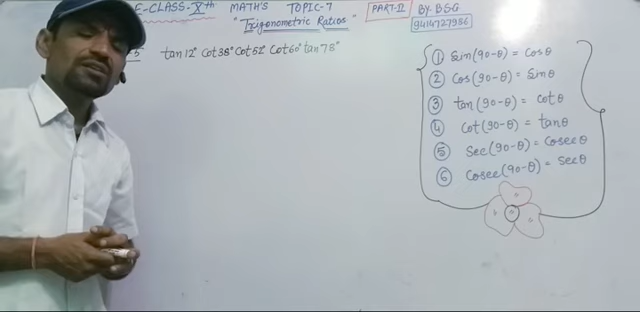 E-CLASS-Xth MATH'S TOPIC-7 PART-II BY. BSG
"Trigonometric Ratios" 9414727986
5 tan 12° Cot 38° Cot 52° Cot 60° tan 78°
① Sin(90-θ) = Cosθ
② Cos(90-θ) = Sinθ
③ tan(90-θ) = Cotθ
④ Cot(90-θ) = tanθ
⑤ Sec(90-θ) = Cosecθ
⑥ Cosec(90-θ) = Secθ